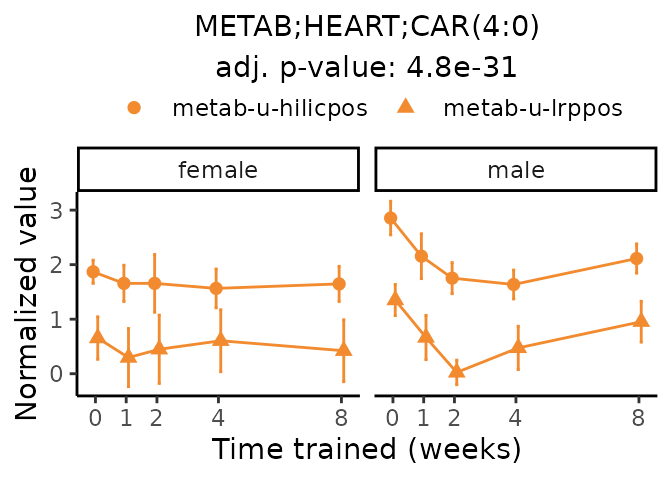 METAB;HEART;CAR(4:0)
adj. p-value: 4.8e-31
metab-u-hilicpos metab-u-lrppos
female male
Normalized value
3
2
1
0
0 1 2 4 8 0 1 2 4 8
Time trained (weeks)